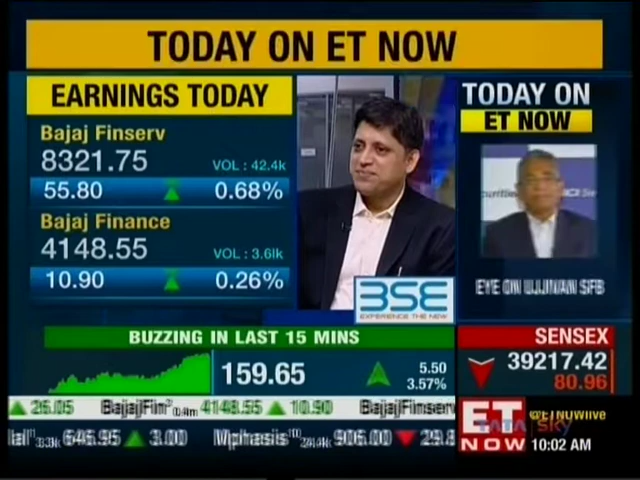 TODAY ON ET NOW
EARNINGS TODAY
Bajaj Finserv
8321.75 VOL : 42.4k
55.80 0.68%
Bajaj Finance
4148.55 VOL : 3.6lk
10.90 0.26%
TODAY ON
ET NOW
EYE ON UJJIVAN SFB
BSE
EXPERIENCE THE NEW
BUZZING IN LAST 15 MINS
159.65 5.50
3.57%
SENSEX
39217.42
80.96
26.05 BajajFin 4148.55 10.90 BajajFinserv
646.95 3.00 Mphasis 906.00 29.8
ET
NOW
@ETNOWlive
TATA sky
10:02 AM